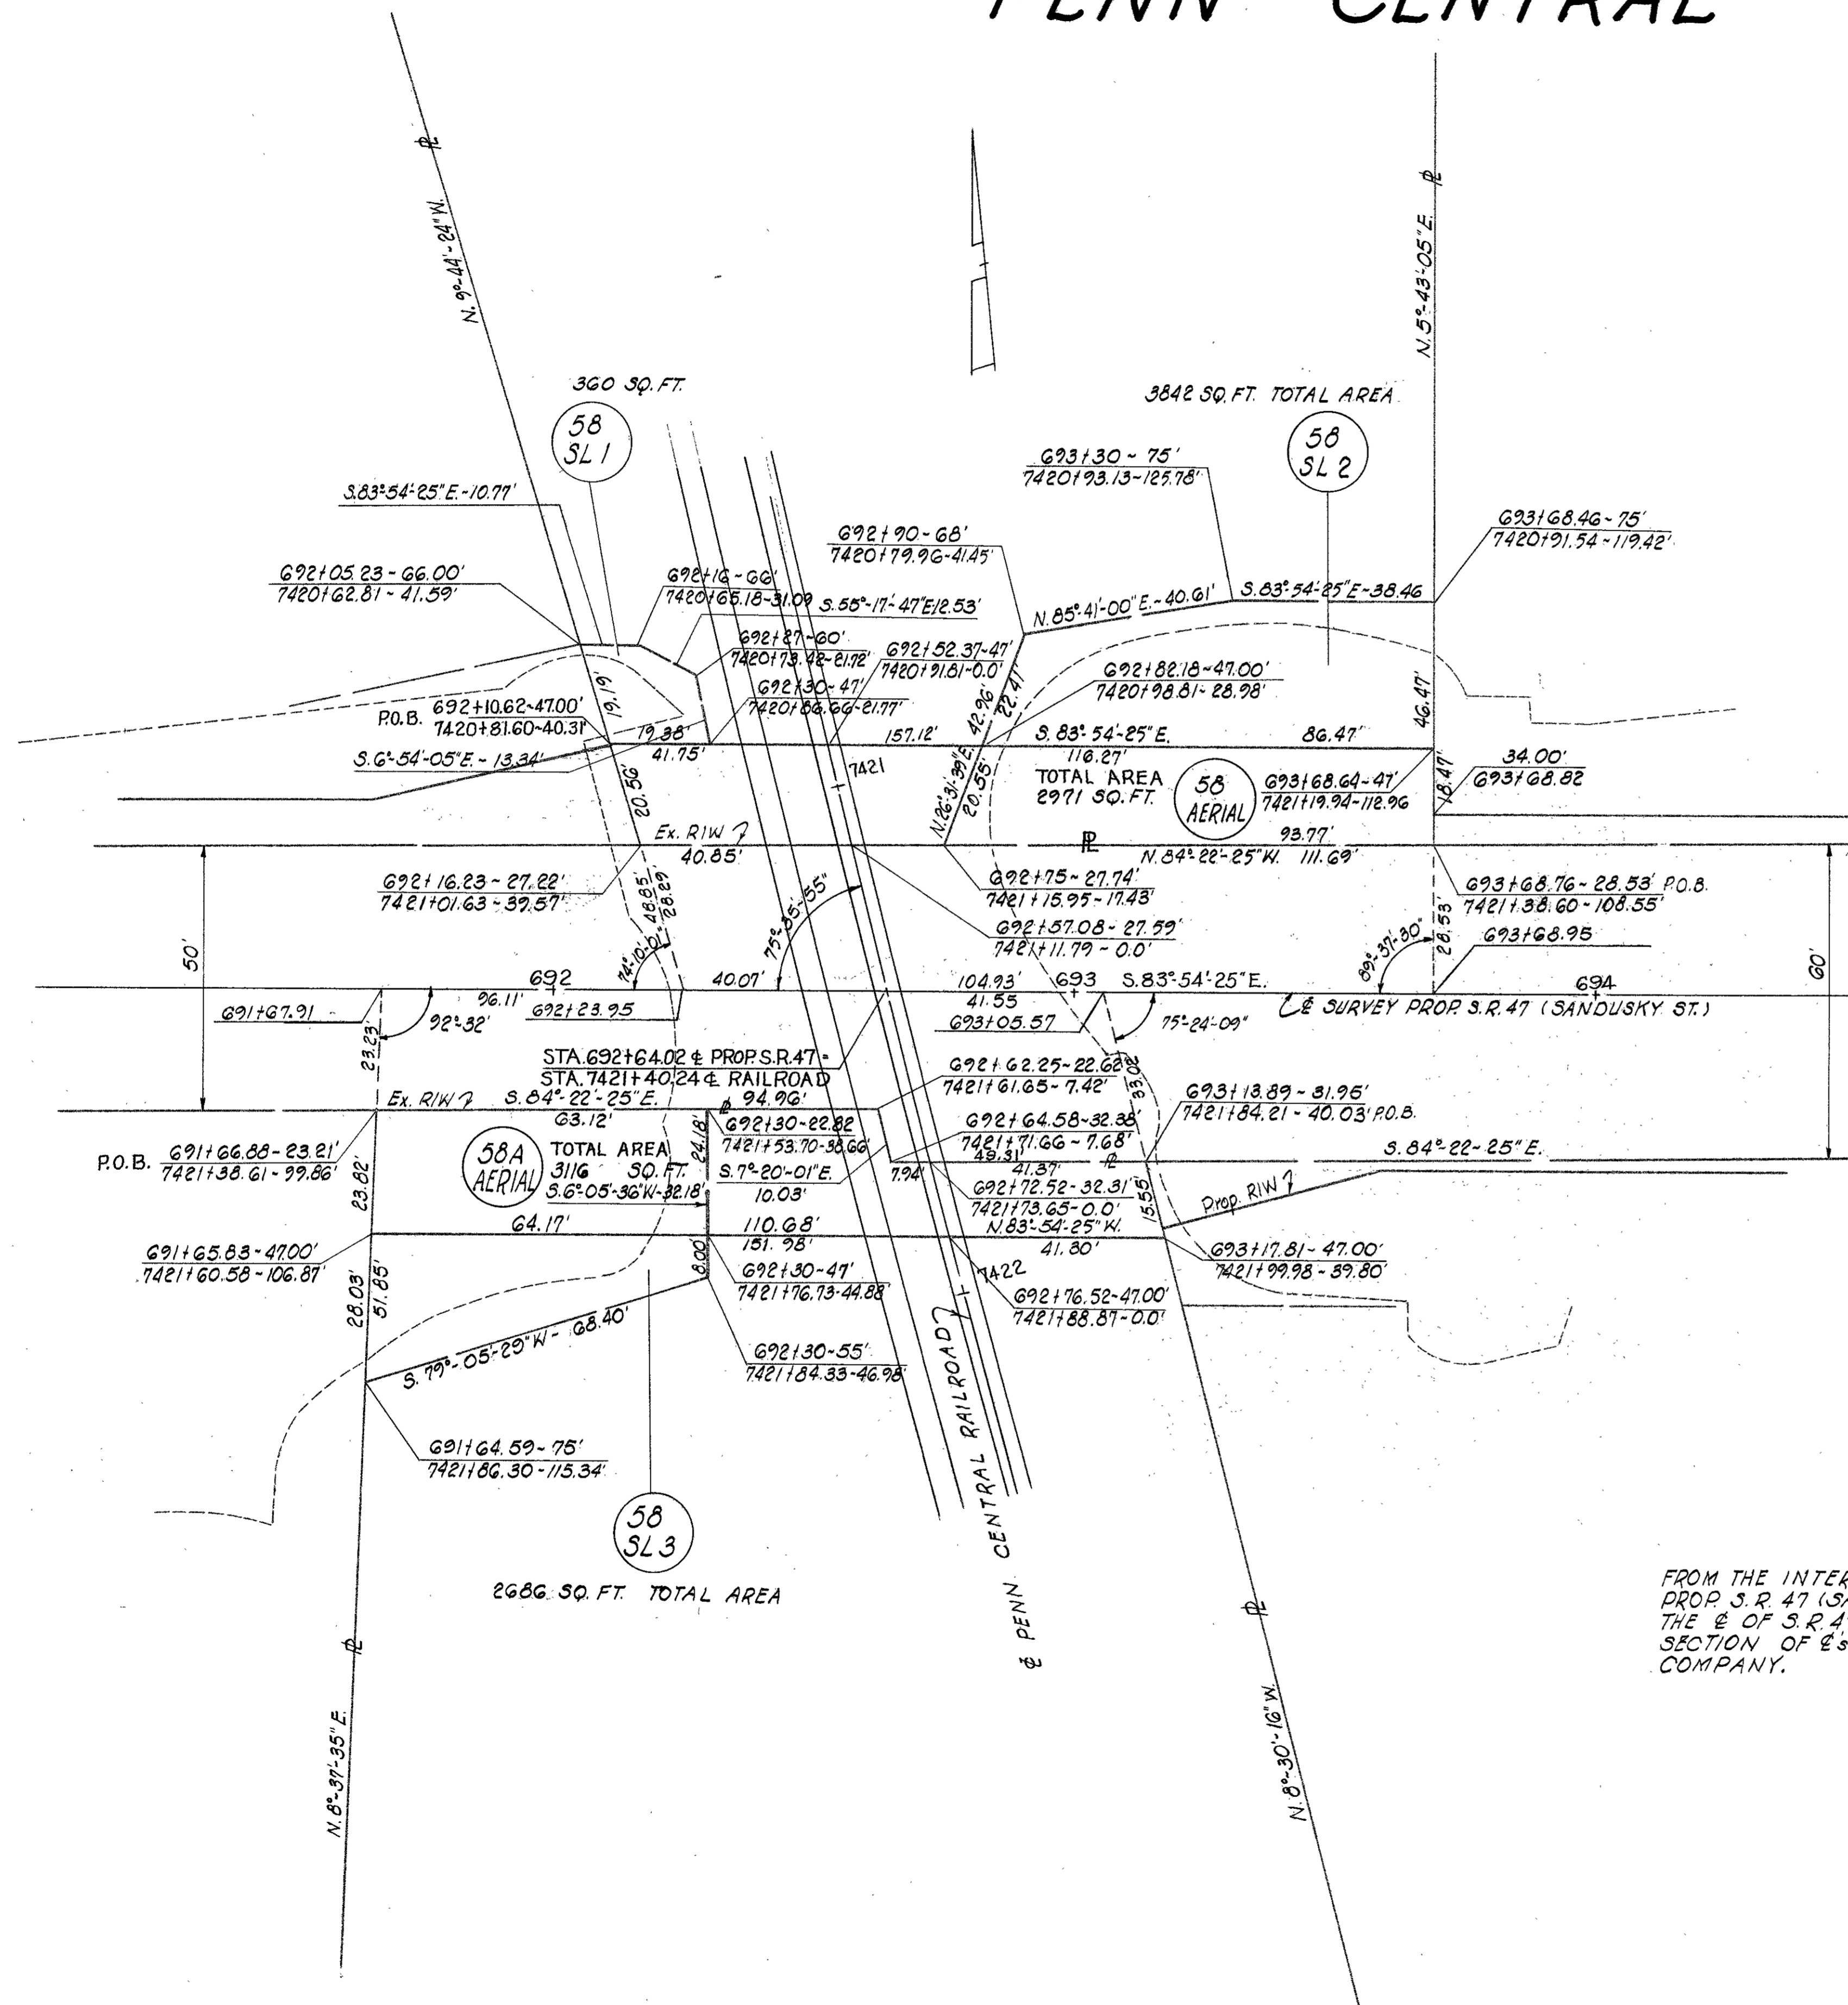 PENN CENTRAL
N. 9°-44'-24"W.
N. 5°-43'-05"E.
360 SQ. FT.
58
SL 1
3842 SQ. FT. TOTAL AREA
58
SL 2
S.83°-54'-25"E.-10.77'
693+30 ~ 75'
7420+93.13~125.78'
693+68.46~75'
7420+91.54~119.42'
692+90~68'
7420+79.96-41.45'
692+05.23-66.00'
7420+62.81~41.59'
692+16~66'
7420+65.18-31.09
S.55°-17'-47"E12.53'
N.85°-41'-00"E.~40.61'
S.83°-54'-25"E~38.46
692+27-60'
7420+73.42-21.72'
692+52.37-47'
7420+91.81-0.0'
692+82.18~47.00'
7420+98.81-28.98'
19.19'
22.41'
42.96'
46.47'
P.O.B.
692+10.62~47.00'
7420+81.60~40.31'
692+30-47'
7420+86.66-21.77'
19.38'
41.75'
157.12'
S. 83°-54'-25"E.
116.27'
86.47'
S.6°-54'-05"E.~13.34'
7421
TOTAL AREA
2971 SQ. FT.
58
AERIAL
693+68.64-47'
7421+19.94-112.96
18.47'
34.00'
693+68.82
20.56'
N.26°-31'-39"E.
20.55'
Ex. R/W
40.85'
93.77'
N.84°-22'-25"W. 111.69'
692+16.23~27.22'
7421+01.63~39.57'
692+75~27.74'
7421+15.95-17.43'
693+68.76~28.53' P.O.B.
7421+38.60-108.55'
48.85'
28.29'
75°-35'-55"
692+57.08-27.59'
7421+11.79~0.0'
50'
74°-10'-01"
89°-37'-30"
28.53'
693+68.95
60'
692
40.07'
104.93'
693
S.83°-54'-25"E.
694
691+67.91
96.11'
692+23.95
41.55
693+05.57
℄ SURVEY PROP. S.R. 47 (SANDUSKY ST.)
92°-32'
75°-24'-09"
23.23'
STA.692+64.02 ℄ PROP. S.R.47 =
STA.7421+40.24 ℄ RAILROAD
692+62.25-22.62'
7421+61.65-7.42'
33.02'
Ex. R/W
S. 84°-22'-25"E.
94.96'
63.12'
693+13.89~31.95'
7421+84.21-40.03' P.O.B.
P.O.B.
691+66.88-23.21'
7421+38.61-99.86'
58A
AERIAL
TOTAL AREA
3116 SQ. FT.
S.6°-05'-36"W-32.18'
24.18'
692+30-22.82
7421+53.70-38.66'
692+64.58-32.38'
7421+71.66~7.68'
S.84°-22-25"E.
23.82'
S.7°-20'-01"E.
10.03'
7.94'
49.31'
41.37'
692+72.52-32.31'
7421+73.65-0.0'
15.55'
Prop. R/W
64.17'
110.68'
151.98'
N.83°-54'-25"W.
41.30'
691+65.83-47.00'
7421+60.58-106.87'
8.00'
692+30-47'
7421+76.73-44.88'
7422
693+17.81~47.00'
7421+99.98-39.80'
28.03'
51.85'
692+76.52-47.00'
7421+88.87-0.0'
S. 79°-05'-29"W- 68.40'
692+30-55'
7421+84.33-46.98'
691+64.59~75'
7421+86.30-115.34'
58
SL 3
2686 SQ. FT. TOTAL AREA
℄ PENN. CENTRAL RAILROAD
N. 8°-37'-35"E.
N.8°-30'-16"W.
FROM THE INTER
PROP. S.R. 47 (SA
THE ℄ OF S.R. 4
SECTION OF ℄s
COMPANY.